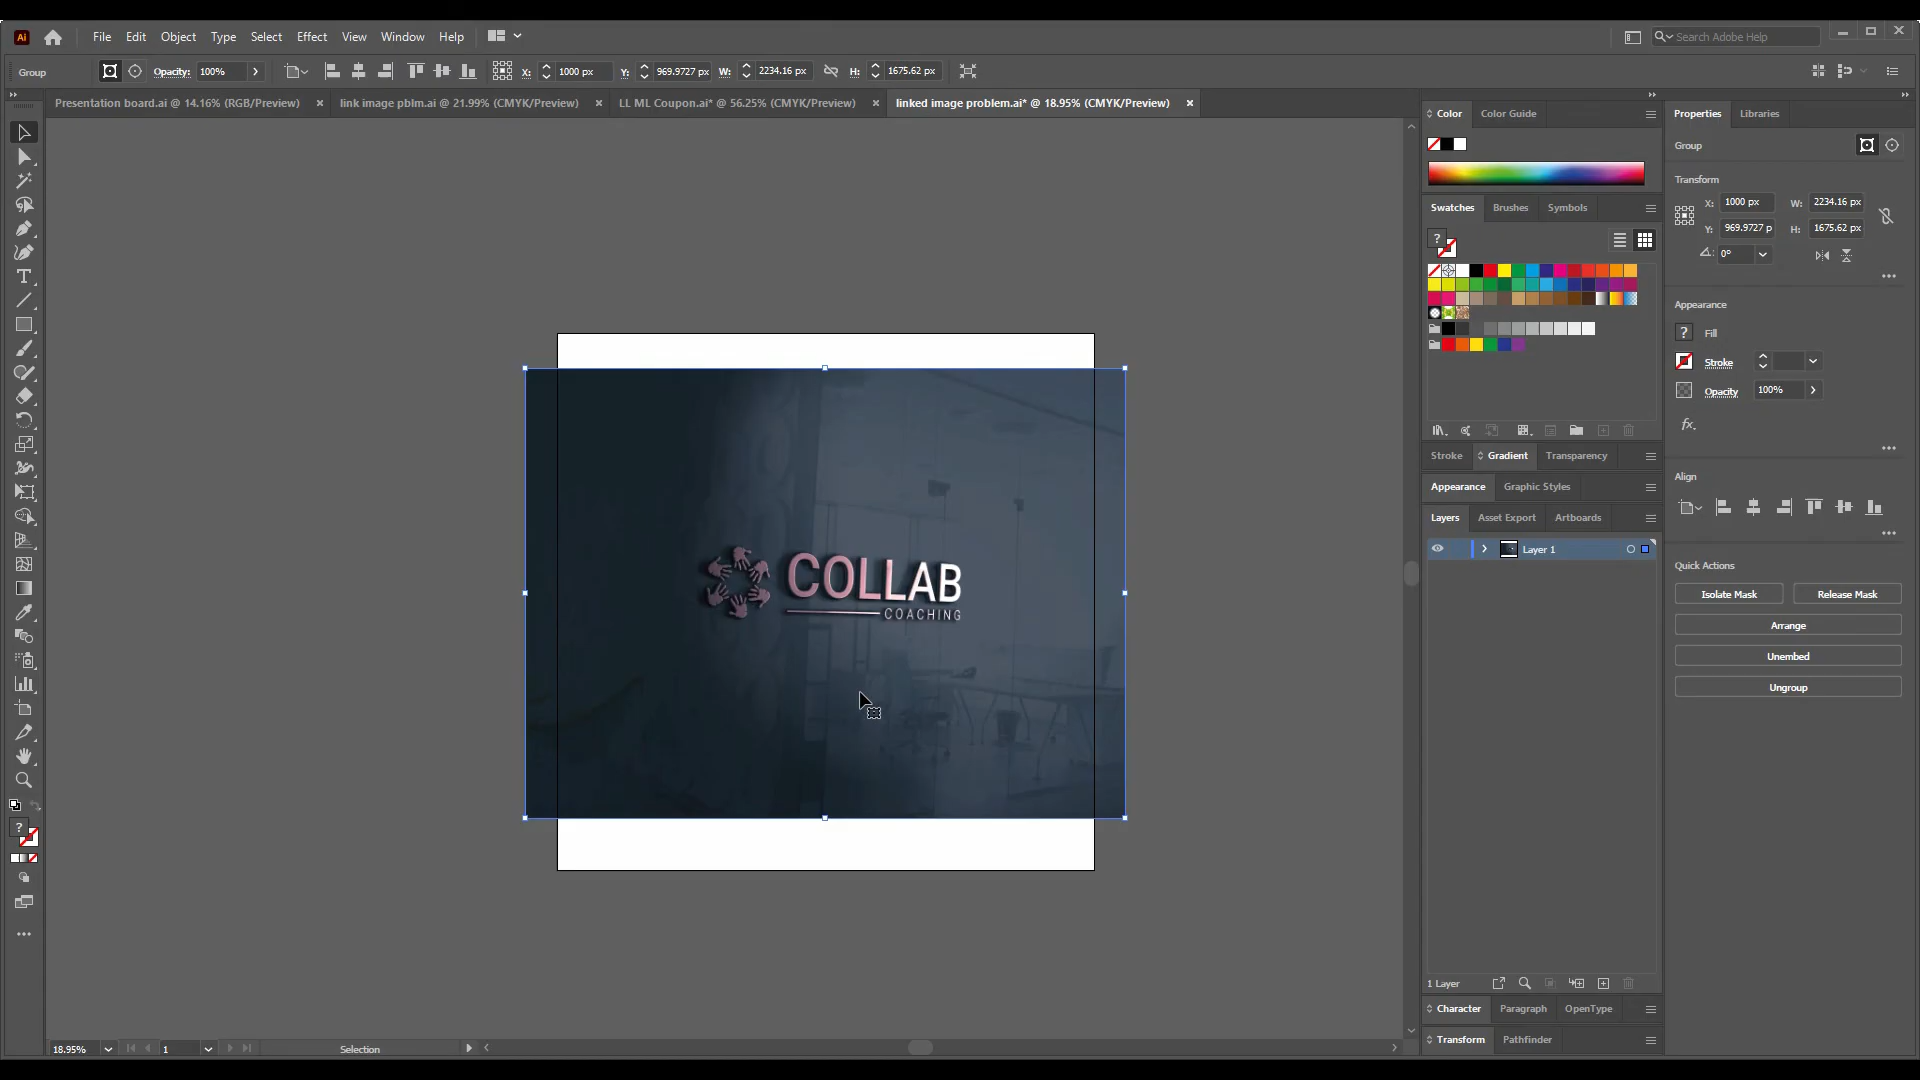 Ai File Edit Object Type Select Effect View Window Help Search Adobe Help
Group Opacity: 100% X: 1000 px Y: 969.9727 px W: 2234.16 px H: 1675.62 px
Presentation board.ai @ 14.16% (RGB/Preview) link image pblm.ai @ 21.99% (CMYK/Preview) LL ML Coupon.ai* @ 56.25% (CMYK/Preview) linked image problem.ai* @ 18.95% (CMYK/Preview)
COLLAB
COACHING
18.95% 1 Selection
Color Color Guide
Swatches Brushes Symbols
?
Stroke Gradient Transparency
Appearance Graphic Styles
Layers Asset Export Artboards
Layer 1
1 Layer
Character Paragraph OpenType
Transform Pathfinder
Properties Libraries
Group
Transform
X: 1000 px W: 2234.16 px
Y: 969.9727 p H: 1675.62 px
0°
Appearance
? Fill
Stroke
Opacity 100%
fx.
Align
Quick Actions
Isolate Mask Release Mask
Arrange
Unembed
Ungroup
T
?